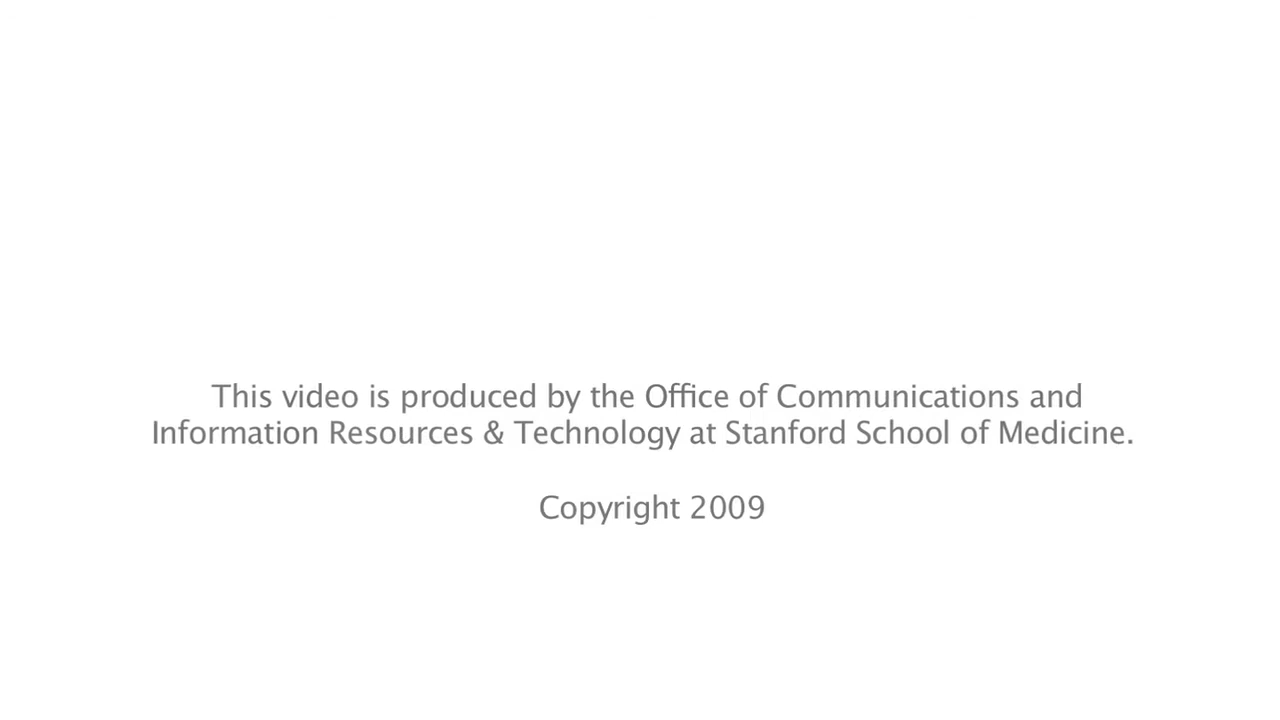 This video is produced by the Office of Communications and
Information Resources & Technology at Stanford School of Medicine.
Copyright 2009